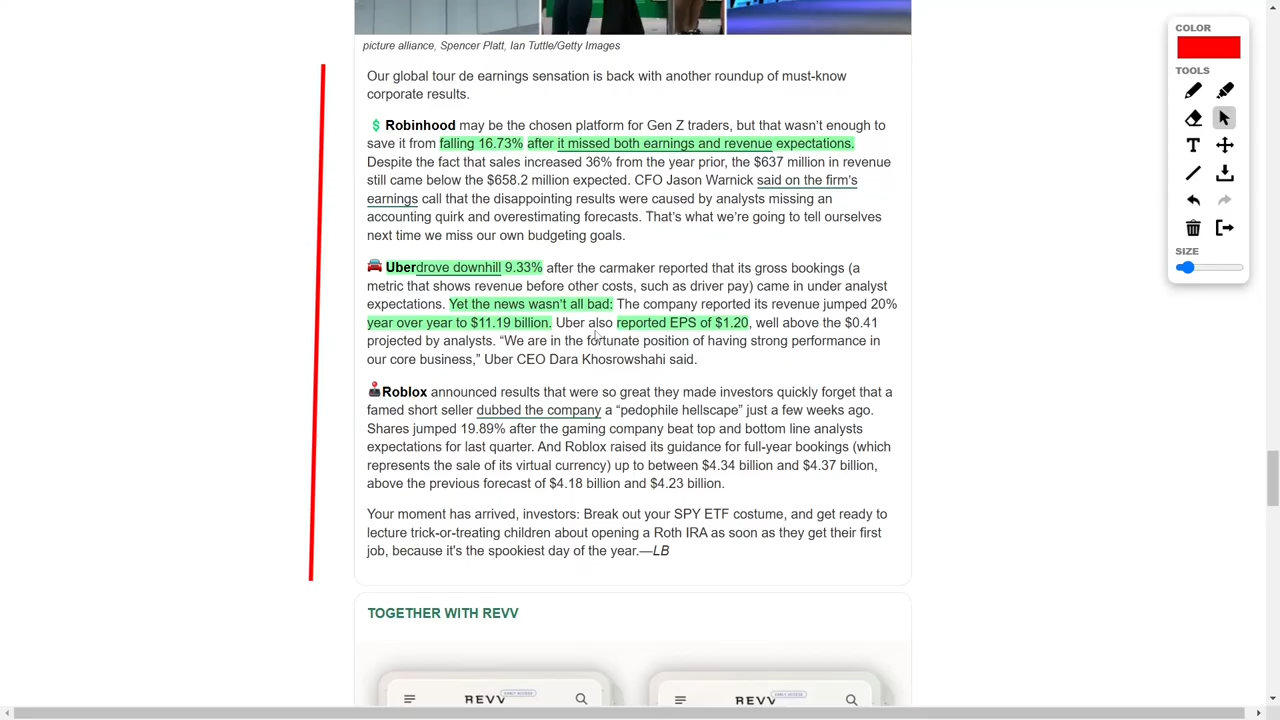 picture alliance, Spencer Platt, Ian Tuttle/Getty Images
Our global tour de earnings sensation is back with another roundup of must-know
corporate results.
Robinhood may be the chosen platform for Gen Z traders, but that wasn’t enough to
save it from falling 16.73% after it missed both earnings and revenue expectations.
Despite the fact that sales increased 36% from the year prior, the $637 million in revenue
still came below the $658.2 million expected. CFO Jason Warnick said on the firm’s
earnings call that the disappointing results were caused by analysts missing an
accounting quirk and overestimating forecasts. That’s what we’re going to tell ourselves
next time we miss our own budgeting goals.
Uberdrove downhill 9.33% after the carmaker reported that its gross bookings (a
metric that shows revenue before other costs, such as driver pay) came in under analyst
expectations. Yet the news wasn’t all bad: The company reported its revenue jumped 20%
year over year to $11.19 billion. Uber also reported EPS of $1.20, well above the $0.41
projected by analysts. “We are in the fortunate position of having strong performance in
our core business,” Uber CEO Dara Khosrowshahi said.
Roblox announced results that were so great they made investors quickly forget that a
famed short seller dubbed the company a “pedophile hellscape” just a few weeks ago.
Shares jumped 19.89% after the gaming company beat top and bottom line analysts
expectations for last quarter. And Roblox raised its guidance for full-year bookings (which
represents the sale of its virtual currency) up to between $4.34 billion and $4.37 billion,
above the previous forecast of $4.18 billion and $4.23 billion.
Your moment has arrived, investors: Break out your SPY ETF costume, and get ready to
lecture trick-or-treating children about opening a Roth IRA as soon as they get their first
job, because it's the spookiest day of the year.—LB
TOGETHER WITH REVV
REVV EARLY ACCESS
REVV EARLY ACCESS
COLOR
TOOLS
T
SIZE